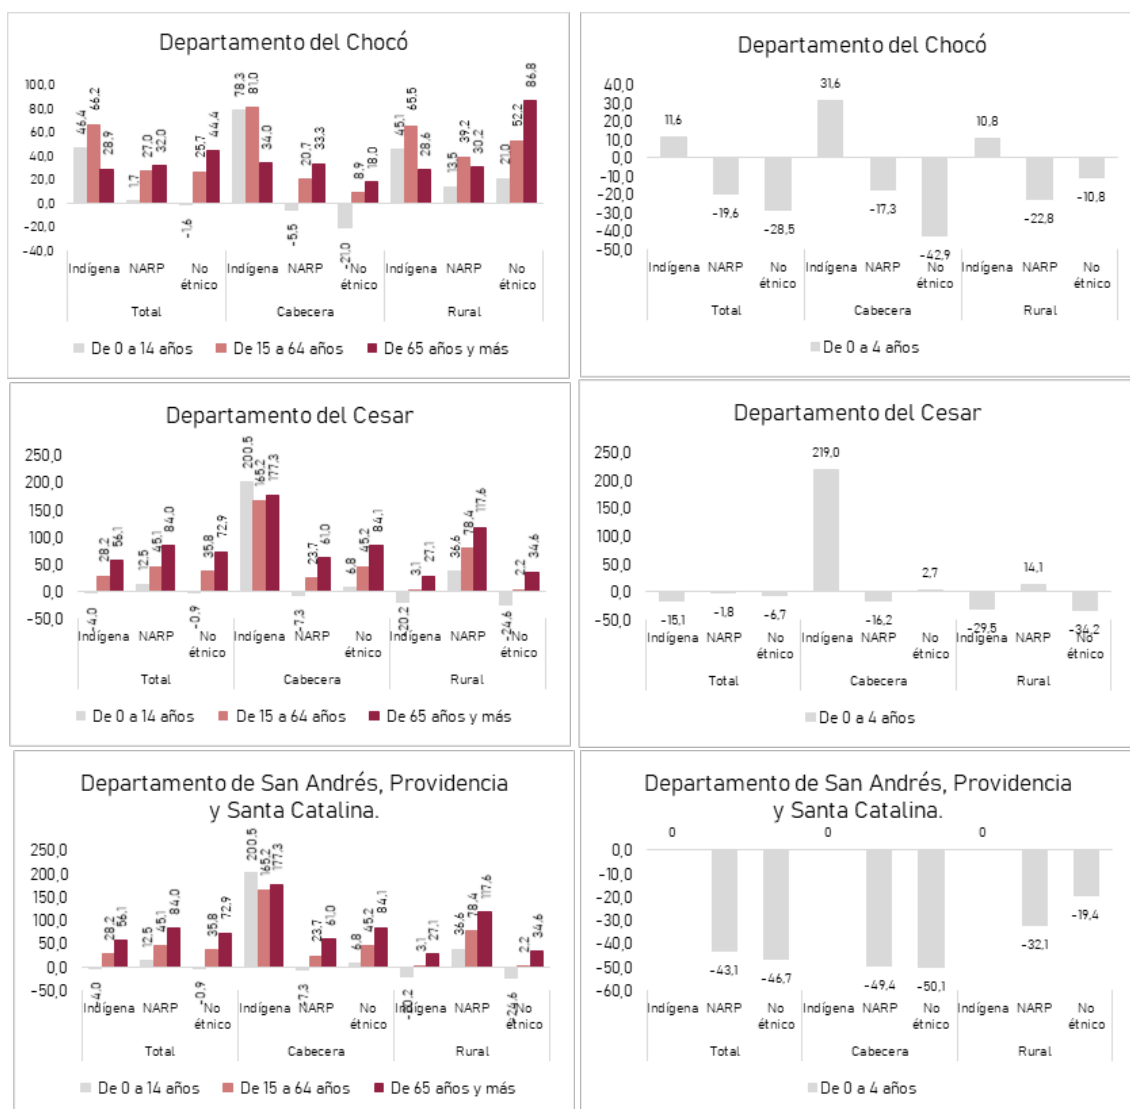 Departamento del Chocó
100,0
80,0
60,0
40,0
20,0
0,0
-20,0
-40,0
46,4 66,2 28,9 1,7 27,0 32,0 -1,6 25,7 44,4 78,3 81,0 34,0 -5,5 20,7 33,3 -21,0 8,9 18,0 45,1 65,5 28,6 13,5 39,2 30,2 21,0 52,2 86,8
Indígena NARP No étnico Indígena NARP No étnico Indígena NARP No étnico
Total Cabecera Rural
De 0 a 14 años De 15 a 64 años De 65 años y más
Departamento del Chocó
40,0
30,0
20,0
10,0
0,0
-10,0
-20,0
-30,0
-40,0
-50,0
11,6 -19,6 -28,5 31,6 -17,3 -42,9 10,8 -22,8 -10,8
Indígena NARP No étnico Indígena NARP No étnico Indígena NARP No étnico
Total Cabecera Rural
De 0 a 4 años
Departamento del Cesar
250,0
200,0
150,0
100,0
50,0
0,0
-50,0
-4,0 28,2 56,1 12,5 45,1 84,0 -0,9 35,8 72,9 200,5 165,2 177,3 -7,3 23,7 61,0 6,8 45,2 84,1 -20,2 3,1 27,1 36,6 78,4 117,6 -24,6 2,2 34,6
Indígena NARP No étnico Indígena NARP No étnico Indígena NARP No étnico
Total Cabecera Rural
De 0 a 14 años De 15 a 64 años De 65 años y más
Departamento del Cesar
250,0
200,0
150,0
100,0
50,0
0,0
-50,0
-15,1 -1,8 -6,7 219,0 -16,2 2,7 -29,5 14,1 -34,2
Indígena NARP No étnico Indígena NARP No étnico Indígena NARP No étnico
Total Cabecera Rural
De 0 a 4 años
Departamento de San Andrés, Providencia
y Santa Catalina.
250,0
200,0
150,0
100,0
50,0
0,0
-50,0
-4,0 28,2 56,1 12,5 45,1 84,0 -0,9 35,8 72,9 200,5 165,2 177,3 -7,3 23,7 61,0 6,8 45,2 84,1 -20,2 3,1 27,1 36,6 78,4 117,6 -24,6 2,2 34,6
Indígena NARP No étnico Indígena NARP No étnico Indígena NARP No étnico
Total Cabecera Rural
De 0 a 14 años De 15 a 64 años De 65 años y más
Departamento de San Andrés, Providencia
y Santa Catalina.
0,0
-10,0
-20,0
-30,0
-40,0
-50,0
-60,0
0 -43,1 -46,7 0 -49,4 -50,1 0 -32,1 -19,4
Indígena NARP No étnico Indígena NARP No étnico Indígena NARP No étnico
Total Cabecera Rural
De 0 a 4 años